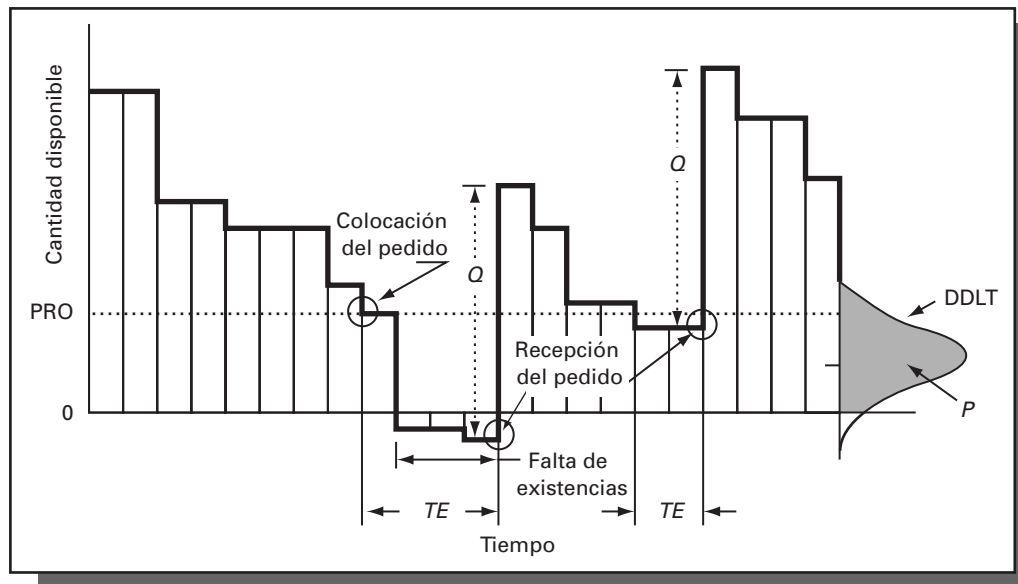 Cantidad disponible
Colocación
del pedido
Q
Q
PRO
DDLT
Recepción
del pedido
0
P
Falta de
existencias
TE
TE
Tiempo